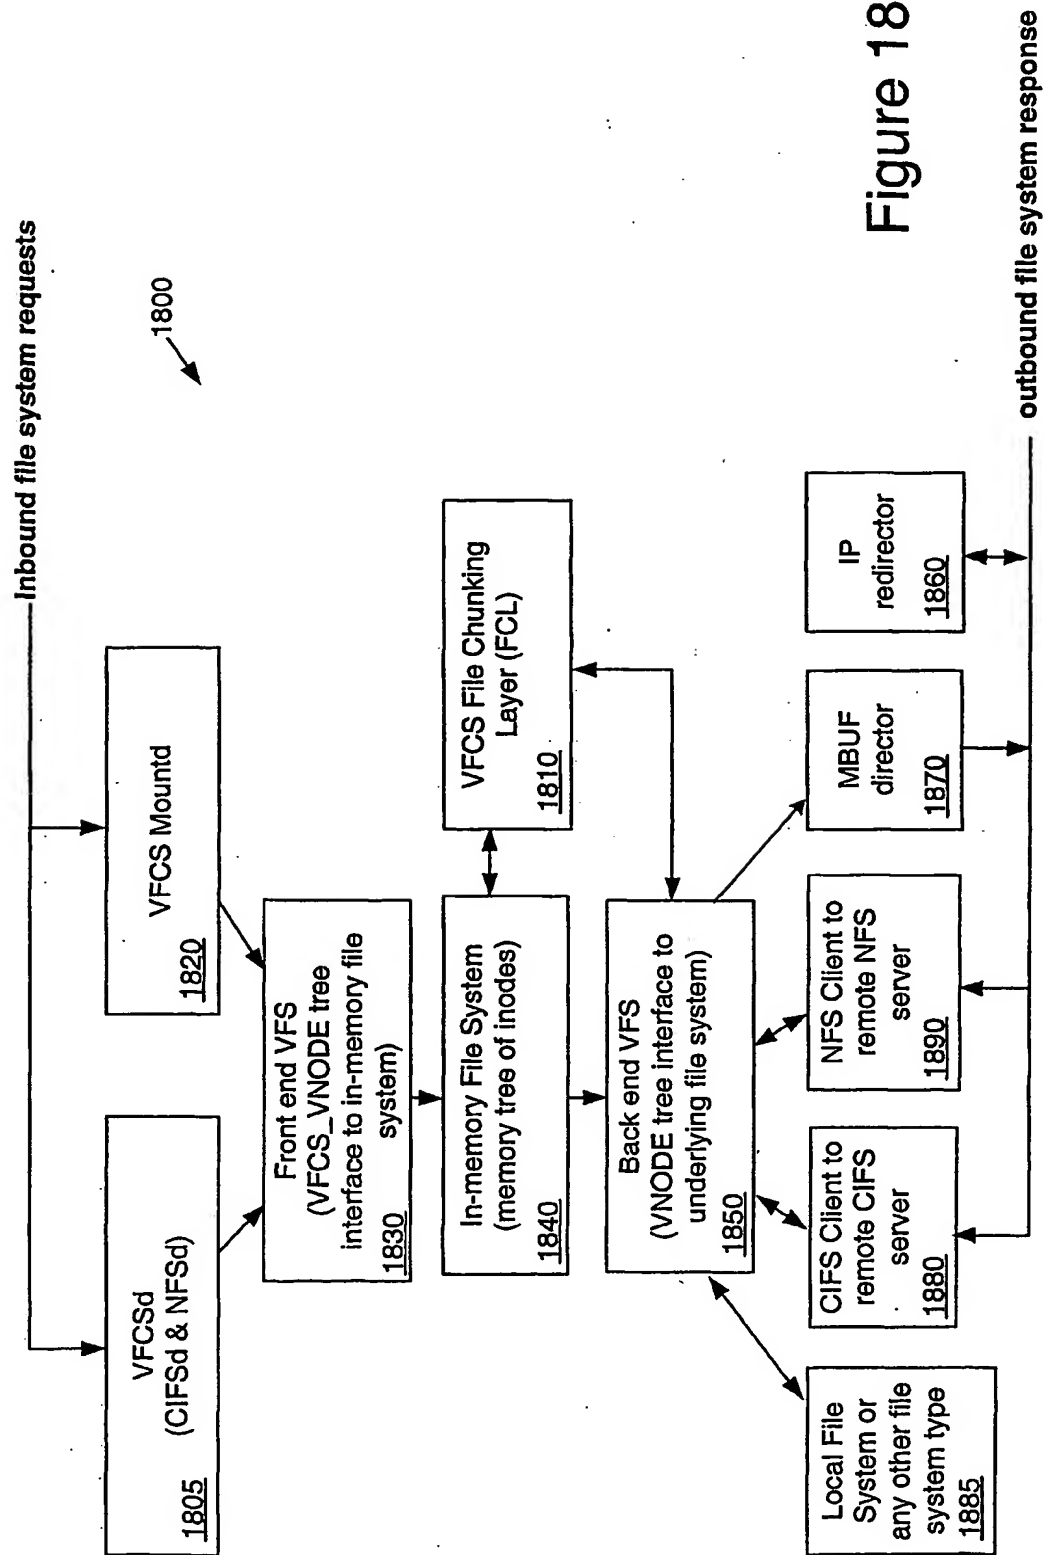 Inbound file system requests
1800
VFCSd
(CIFSd & NFSd)
1805
VFCS Mountd
1820
Front end VFS
(VFCS_VNODE tree
interface to in-memory file
system)
1830
In-memory File System
(memory tree of inodes)
1840
VFCS File Chunking
Layer (FCL)
1810
Back end VFS
(VNODE tree interface to
underlying file system)
1850
Local File
System or
any other file
system type
1885
CIFS Client to
remote CIFS
server
1880
NFS Client to
remote NFS
server
1890
MBUF
director
1870
IP
redirector
1860
outbound file system response
Figure 18